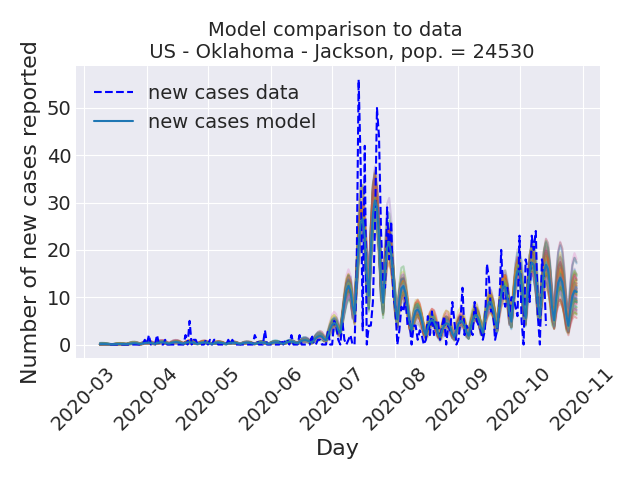 Model comparison to data
US - Oklahoma - Jackson, pop. = 24530
new cases data
new cases model
Number of new cases reported
50
40
30
20
10
0
2020-03
2020-04
2020-05
2020-06
2020-07
2020-08
2020-09
2020-10
2020-11
Day